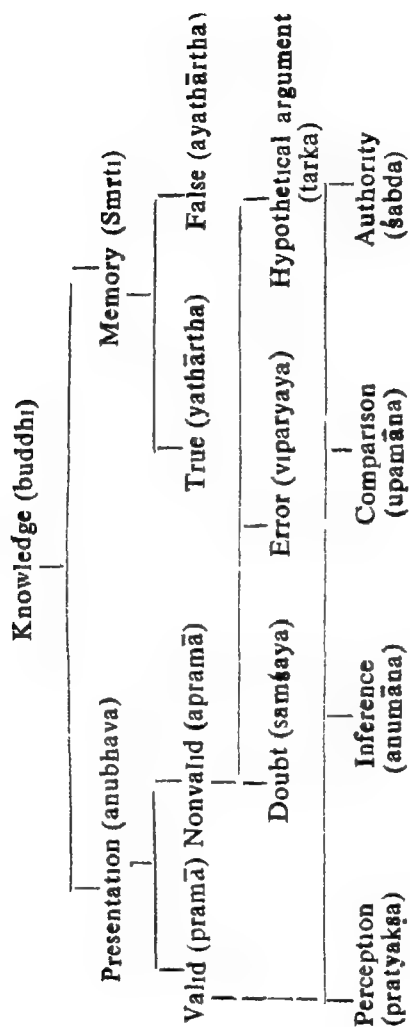 Knowledge (buddhi)
Presentation (anubhava) Memory (Smrti)
Valid (pramā) Nonvalid (apramā) True (yathārtha) False (ayathārtha)
Doubt (saṁśaya) Error (viparyaya) Hypothetical argument
(tarka)
Perception Inference Comparison Authority
(pratyakṣa) (anumāna) (upamāna) (śabda)